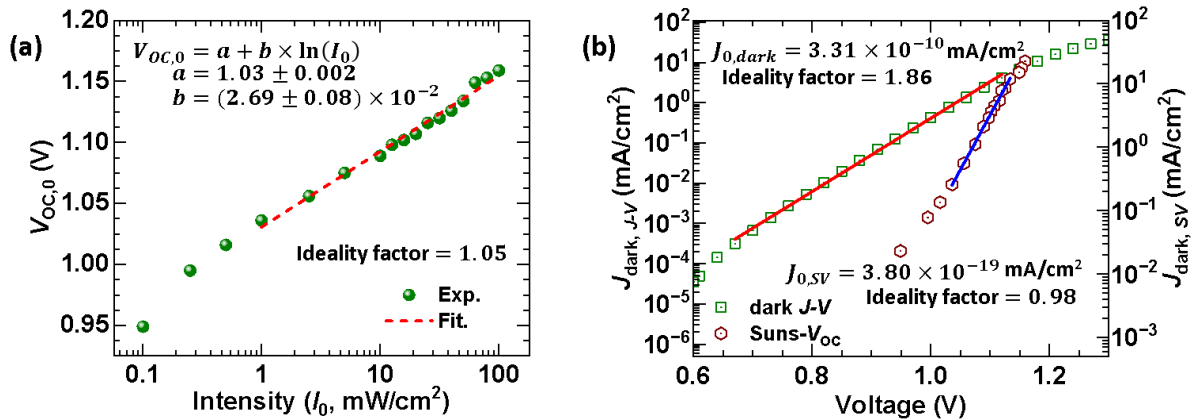 (a)
1.20
1.15
1.10
1.05
1.00
0.95
V_OC,0 (V)
V_OC,0 = a + b × ln(I_0)
a = 1.03 ± 0.002
b = (2.69 ± 0.08) × 10^−2
Ideality factor = 1.05
Exp.
Fit.
0.1 1 10 100
Intensity (I_0, mW/cm^2)
(b)
10^2
10^1
10^0
10^−1
10^−2
10^−3
10^−4
10^−5
10^−6
J_dark, J-V (mA/cm^2)
J_0,dark = 3.31 × 10^−10 mA/cm^2
Ideality factor = 1.86
J_0,SV = 3.80 × 10^−19 mA/cm^2
Ideality factor = 0.98
dark J-V
Suns-V_OC
0.6 0.8 1.0 1.2
Voltage (V)
10^2
10^1
10^0
10^−1
10^−2
10^−3
J_dark, SV (mA/cm^2)